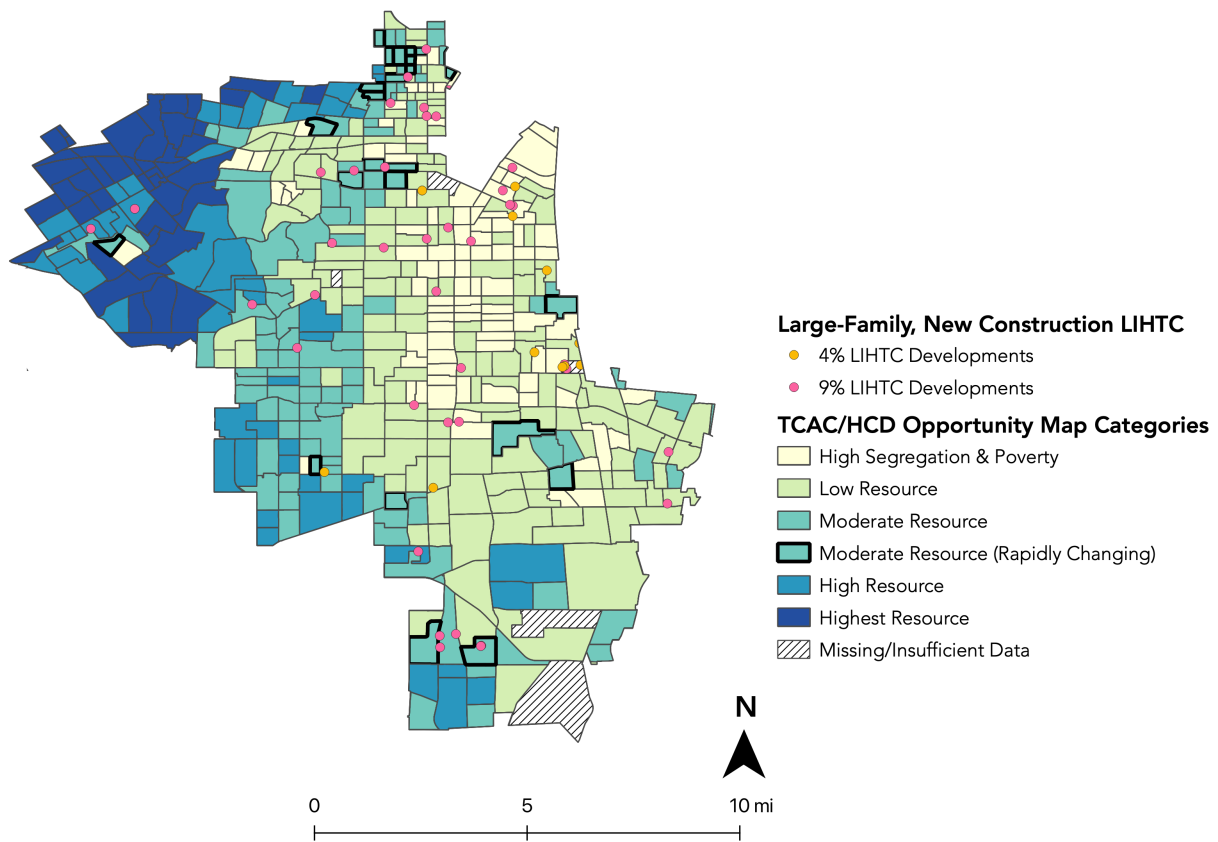 Large-Family, New Construction LIHTC
4% LIHTC Developments
9% LIHTC Developments
TCAC/HCD Opportunity Map Categories
High Segregation & Poverty
Low Resource
Moderate Resource
Moderate Resource (Rapidly Changing)
High Resource
Highest Resource
Missing/Insufficient Data
N
0 5 10 mi